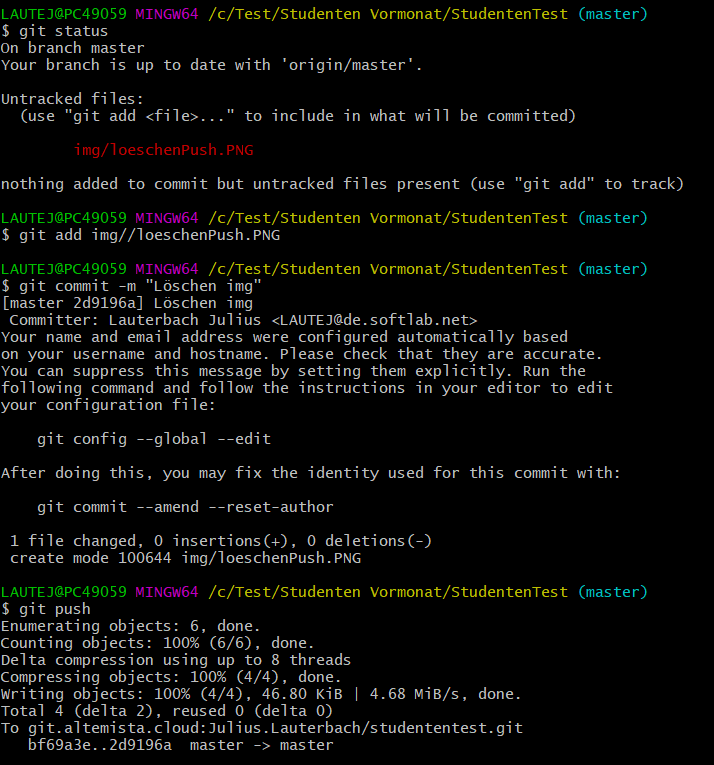 LAUTEJ@PC49059 MINGW64 /c/Test/Studenten Vormonat/StudentenTest (master)
$ git status
On branch master
Your branch is up to date with 'origin/master'.
Untracked files:
  (use "git add <file>..." to include in what will be committed)
        img/loeschenPush.PNG
nothing added to commit but untracked files present (use "git add" to track)
LAUTEJ@PC49059 MINGW64 /c/Test/Studenten Vormonat/StudentenTest (master)
$ git add img//loeschenPush.PNG
LAUTEJ@PC49059 MINGW64 /c/Test/Studenten Vormonat/StudentenTest (master)
$ git commit -m "Löschen img"
[master 2d9196a] Löschen img
 Committer: Lauterbach Julius <LAUTEJ@de.softlab.net>
Your name and email address were configured automatically based
on your username and hostname. Please check that they are accurate.
You can suppress this message by setting them explicitly. Run the
following command and follow the instructions in your editor to edit
your configuration file:
    git config --global --edit
After doing this, you may fix the identity used for this commit with:
    git commit --amend --reset-author
 1 file changed, 0 insertions(+), 0 deletions(-)
 create mode 100644 img/loeschenPush.PNG
LAUTEJ@PC49059 MINGW64 /c/Test/Studenten Vormonat/StudentenTest (master)
$ git push
Enumerating objects: 6, done.
Counting objects: 100% (6/6), done.
Delta compression using up to 8 threads
Compressing objects: 100% (4/4), done.
Writing objects: 100% (4/4), 46.80 KiB | 4.68 MiB/s, done.
Total 4 (delta 2), reused 0 (delta 0)
To git.altemista.cloud:Julius.Lauterbach/studententest.git
   bf69a3e..2d9196a  master -> master